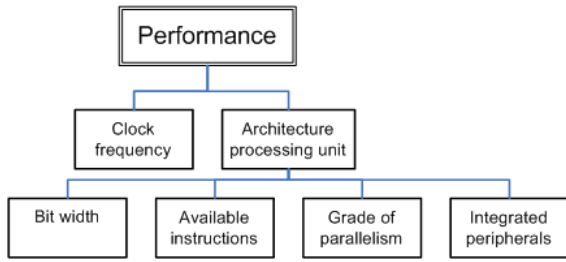 Performance
Clock
frequency
Architecture
processing unit
Bit width
Available
instructions
Grade of
parallelism
Integrated
peripherals